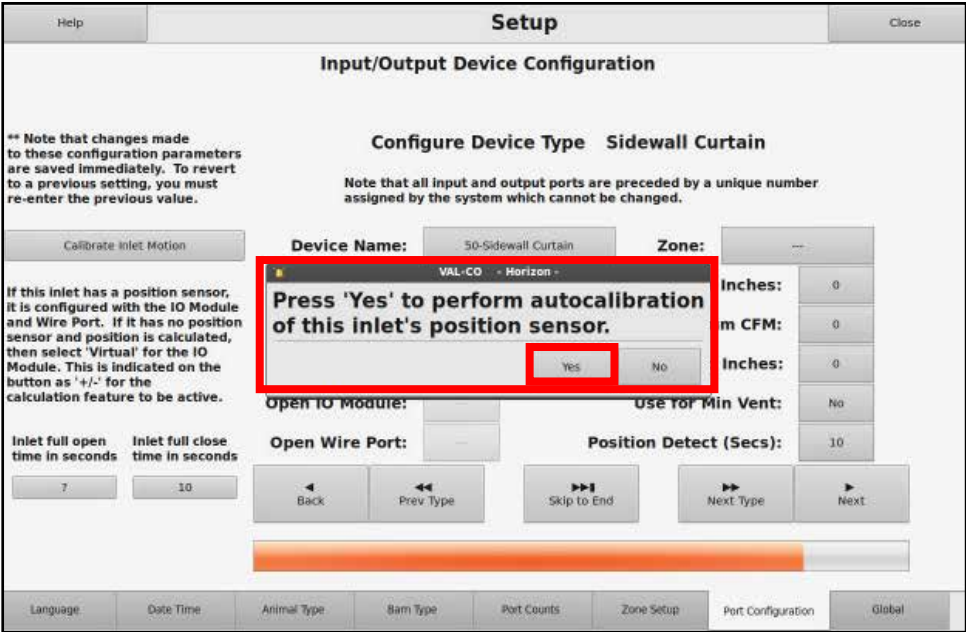 Help
Setup
Close
Input/Output Device Configuration
** Note that changes made
to these configuration parameters
are saved immediately. To revert
to a previous setting, you must
re-enter the previous value.
Configure Device Type Sidewall Curtain
Note that all input and output ports are preceded by a unique number
assigned by the system which cannot be changed.
Calibrate Inlet Motion
Device Name:
50-Sidewall Curtain
Zone:
---
VAL-CO - Horizon -
Press 'Yes' to perform autocalibration
of this inlet's position sensor.
Yes
No
Inches:
0
m CFM:
0
Inches:
0
If this inlet has a position sensor,
it is configured with the IO Module
and Wire Port. If it has no position
sensor and position is calculated,
then select 'Virtual' for the IO
Module. This is indicated on the
button as '+/-' for the
calculation feature to be active.
Open IO Module:
---
Use for Min Vent:
No
Inlet full open
time in seconds
Inlet full close
time in seconds
7
10
Open Wire Port:
---
Position Detect (Secs):
10
Back
Prev Type
Skip to End
Next Type
Next
Language
Date Time
Animal Type
Barn Type
Port Counts
Zone Setup
Port Configuration
Global